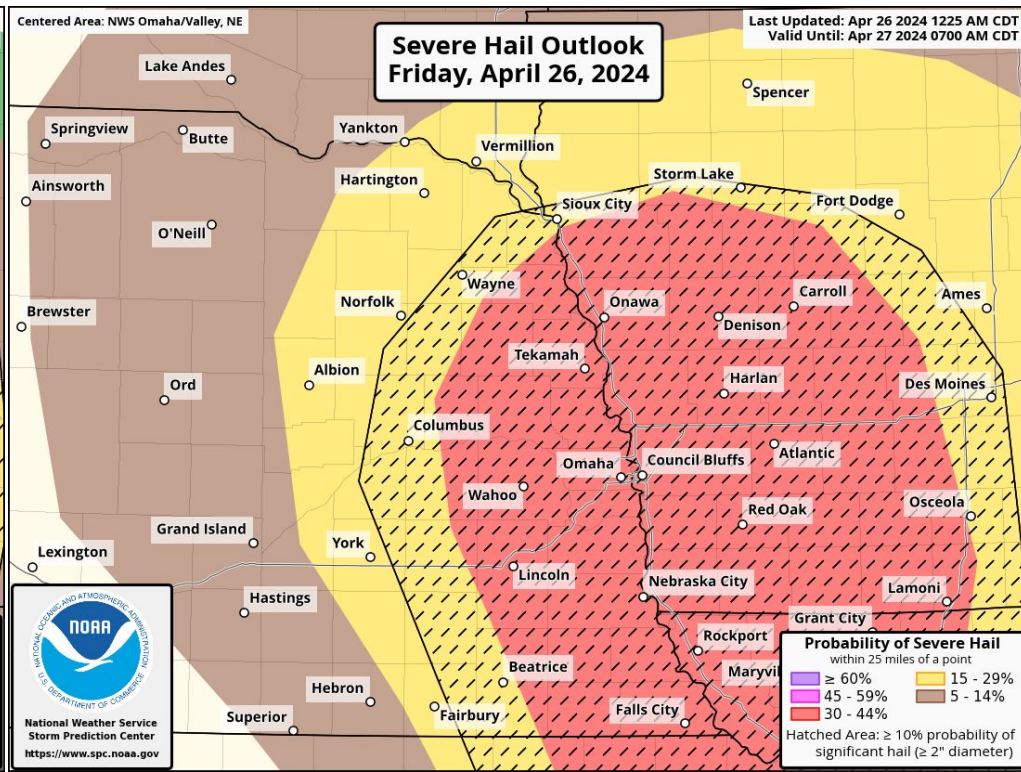 Centered Area: NWS Omaha/Valley, NE
Severe Hail Outlook
Friday, April 26, 2024
Last Updated: Apr 26 2024 1225 AM CDT
Valid Until: Apr 27 2024 0700 AM CDT
Lake Andes
Spencer
Springview
Butte
Yankton
Vermillion
Ainsworth
Hartington
Storm Lake
Sioux City
Fort Dodge
O'Neill
Wayne
Brewster
Norfolk
Onawa
Carroll
Ames
Denison
Tekamah
Albion
Harlan
Des Moines
Ord
Columbus
Atlantic
Omaha
Council Bluffs
Wahoo
Red Oak
Osceola
Grand Island
York
Lexington
Lincoln
Nebraska City
Lamoni
Hastings
Grant City
Rockport
Beatrice
Maryvil
Hebron
Fairbury
Falls City
Superior
NATIONAL OCEANIC AND ATMOSPHERIC ADMINISTRATION
NOAA
U.S. DEPARTMENT OF COMMERCE
National Weather Service
Storm Prediction Center
https://www.spc.noaa.gov
Probability of Severe Hail
within 25 miles of a point
≥ 60% 15 - 29%
45 - 59% 5 - 14%
30 - 44%
Hatched Area: ≥ 10% probability of
significant hail (≥ 2" diameter)